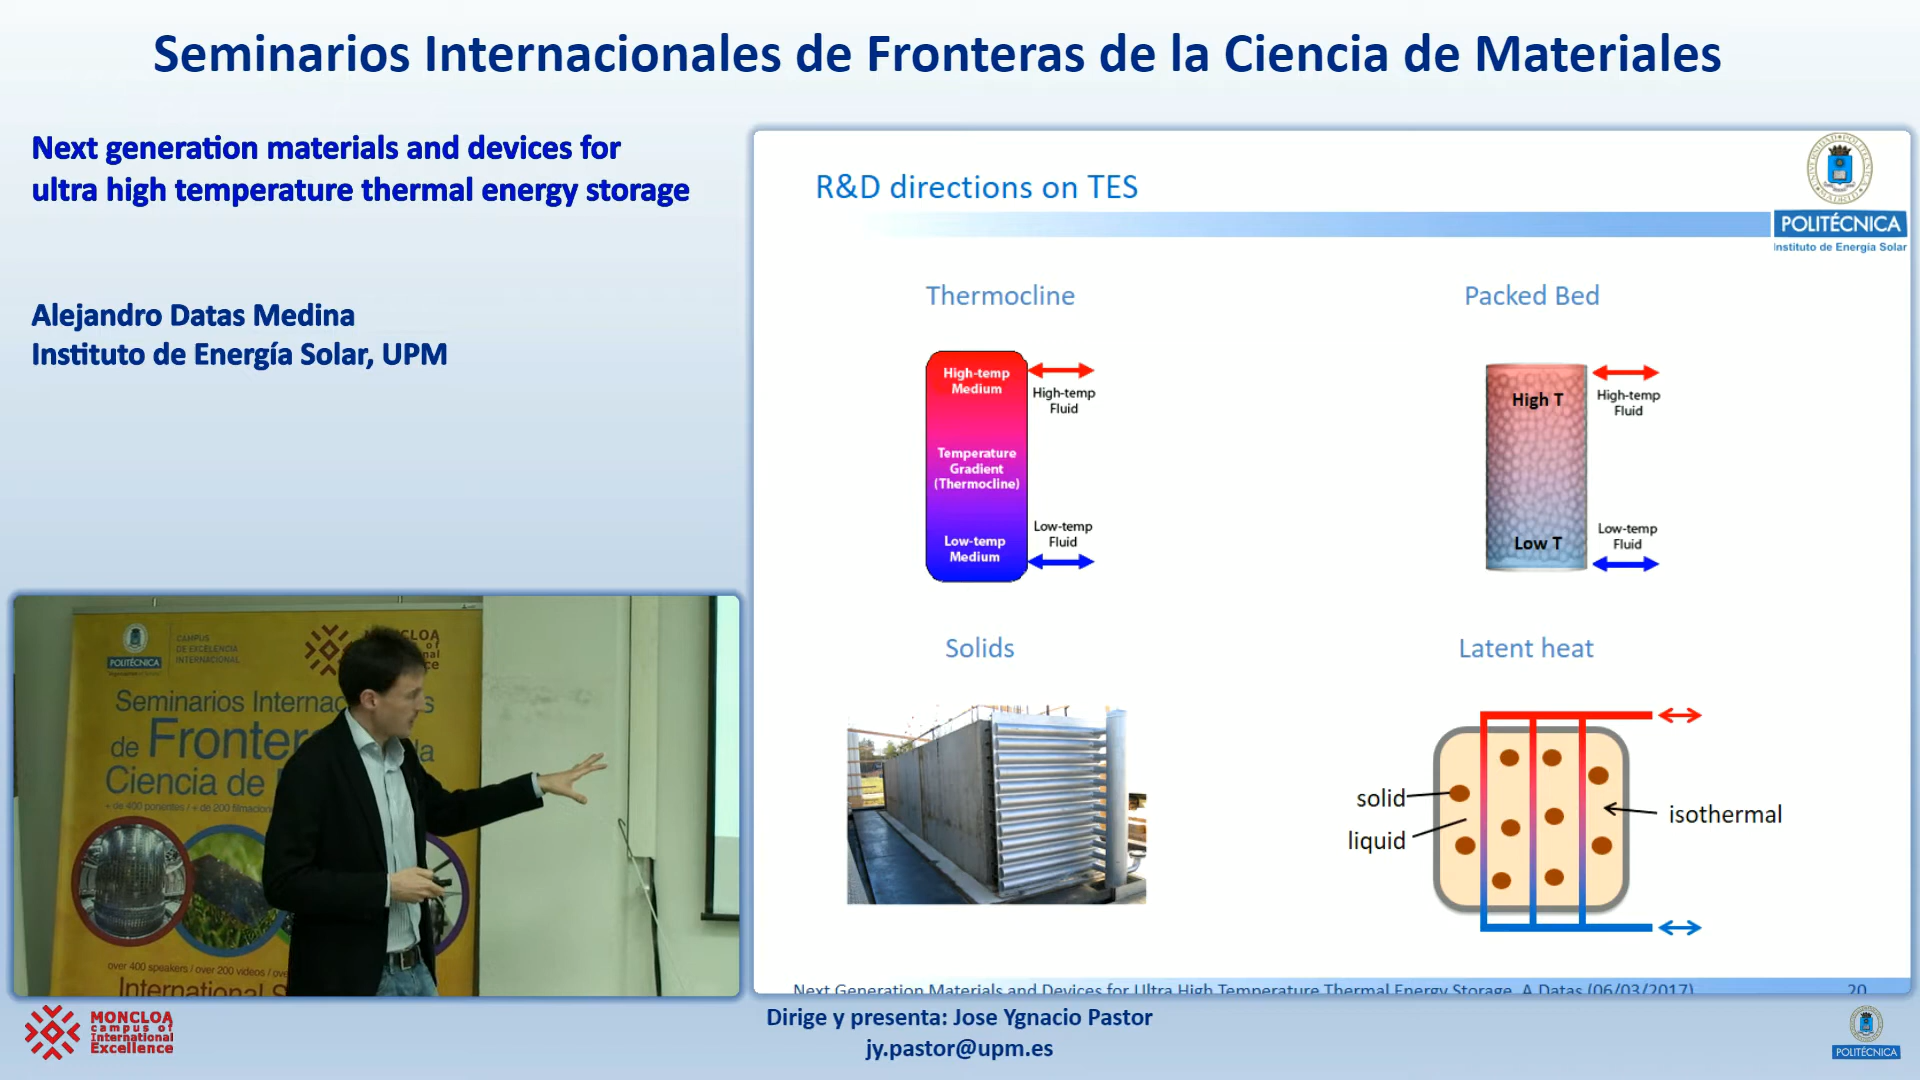 Seminarios Internacionales de Fronteras de la Ciencia de Materiales
Next generation materials and devices for
ultra high temperature thermal energy storage
Alejandro Datas Medina
Instituto de Energía Solar, UPM
R&D directions on TES
POLITÉCNICA
Instituto de Energía Solar
Thermocline
High-temp
Medium
Temperature
Gradient
(Thermocline)
Low-temp
Medium
High-temp
Fluid
Low-temp
Fluid
Packed Bed
High T
Low T
High-temp
Fluid
Low-temp
Fluid
Solids
Latent heat
solid
liquid
isothermal
Next Generation Materials and Devices for Ultra High Temperature Thermal Energy Storage, A.Datas (06/03/2017)
20
POLITÉCNICA
CAMPUS
DE EXCELENCIA
INTERNACIONAL
Seminarios Internac
de Fronter
Ciencia de
+ de 400 ponentes / + de 200 filmacion
over 400 speakers / over 200 videos / ove
International S
MONCLOA
campus of
International
Excellence
Dirige y presenta: Jose Ygnacio Pastor
jy.pastor@upm.es
POLITÉCNICA